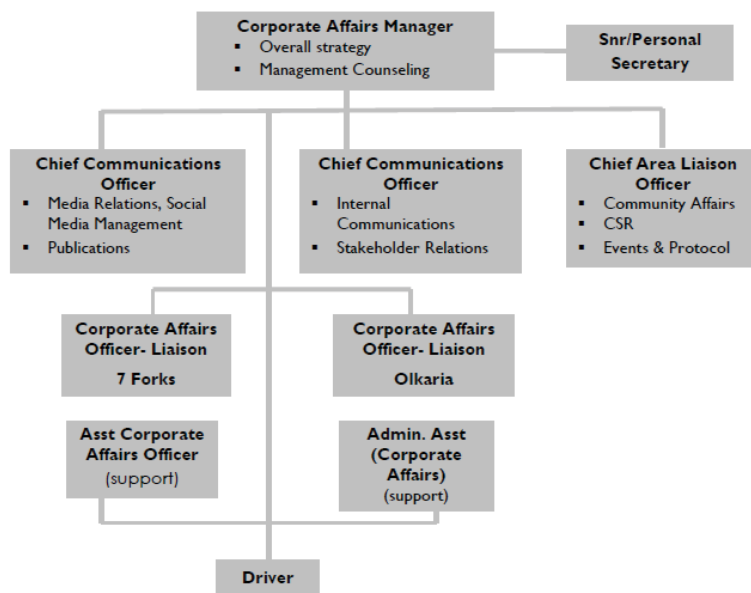 Corporate Affairs Manager
▪ Overall strategy
▪ Management Counseling
Snr/Personal
Secretary
Chief Communications
Officer
▪ Media Relations, Social
Media Management
▪ Publications
Chief Communications
Officer
▪ Internal
Communications
▪ Stakeholder Relations
Chief Area Liaison
Officer
▪ Community Affairs
▪ CSR
▪ Events & Protocol
Corporate Affairs
Officer- Liaison
7 Forks
Corporate Affairs
Officer- Liaison
Olkaria
Asst Corporate
Affairs Officer
(support)
Admin. Asst
(Corporate
Affairs)
(support)
Driver